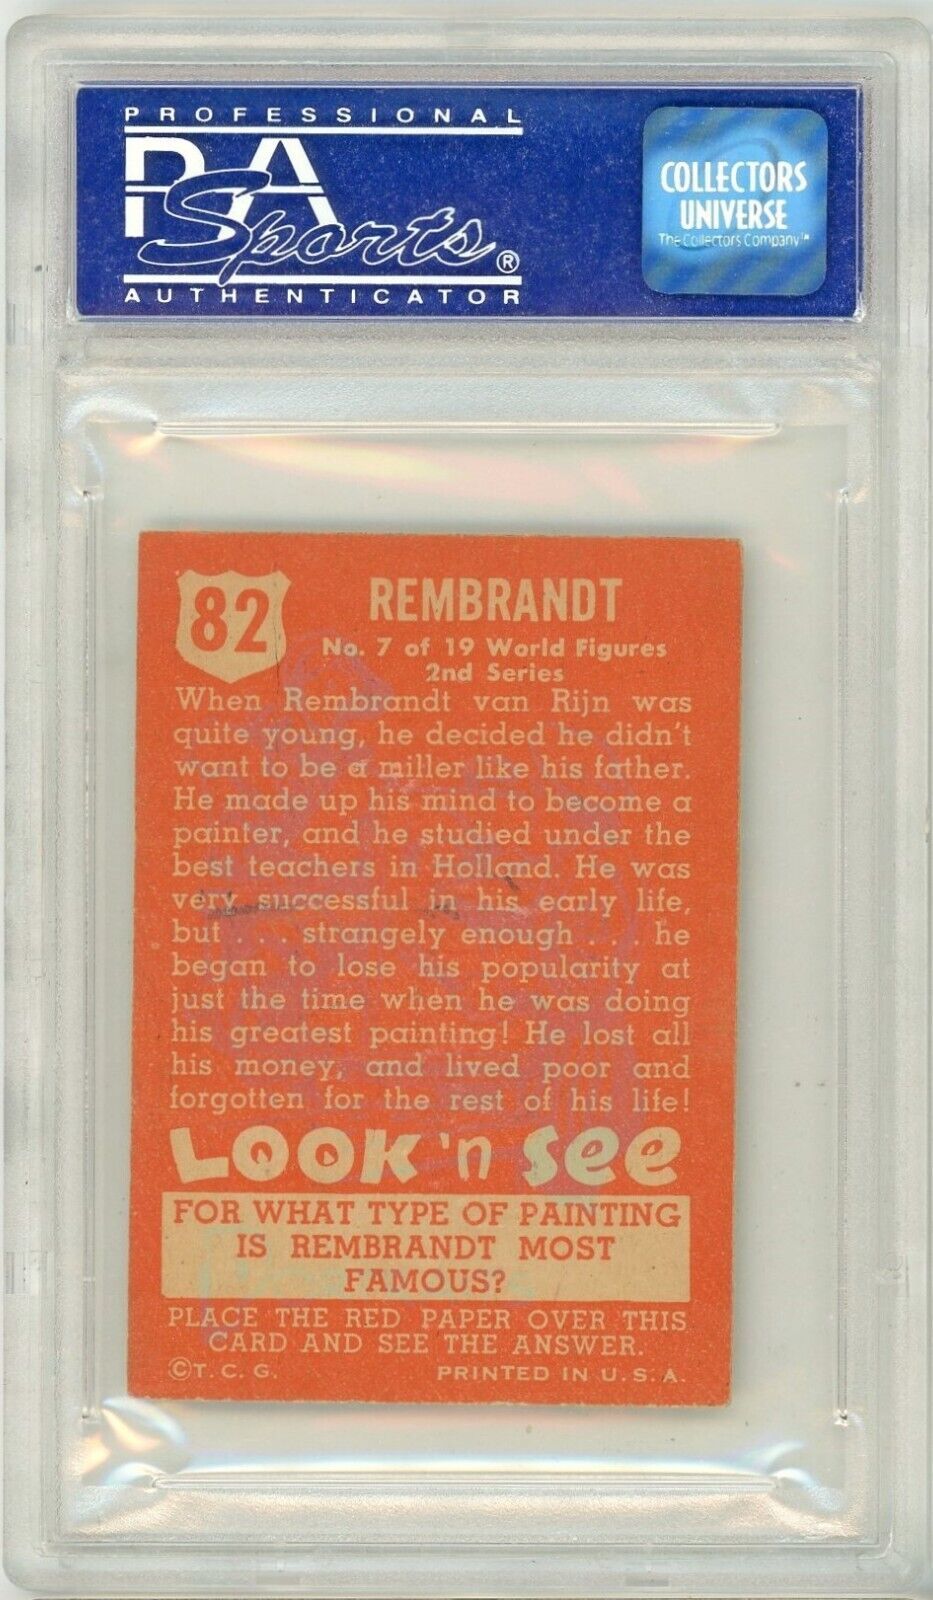 PROFESSIONAL
PSA
Sports®
AUTHENTICATOR
COLLECTORS
UNIVERSE
The Collectors Company™
82
REMBRANDT
No. 7 of 19 World Figures
2nd Series
When Rembrandt van Rijn was
quite young, he decided he didn't
want to be a miller like his father.
He made up his mind to become a
painter, and he studied under the
best teachers in Holland. He was
very successful in his early life,
but . . . strangely enough . . . he
began to lose his popularity at
just the time when he was doing
his greatest painting! He lost all
his money, and lived poor and
forgotten for the rest of his life!
LOOK 'n See
FOR WHAT TYPE OF PAINTING
IS REMBRANDT MOST
FAMOUS?
PLACE THE RED PAPER OVER THIS
CARD AND SEE THE ANSWER.
©T. C. G. PRINTED IN U. S. A.